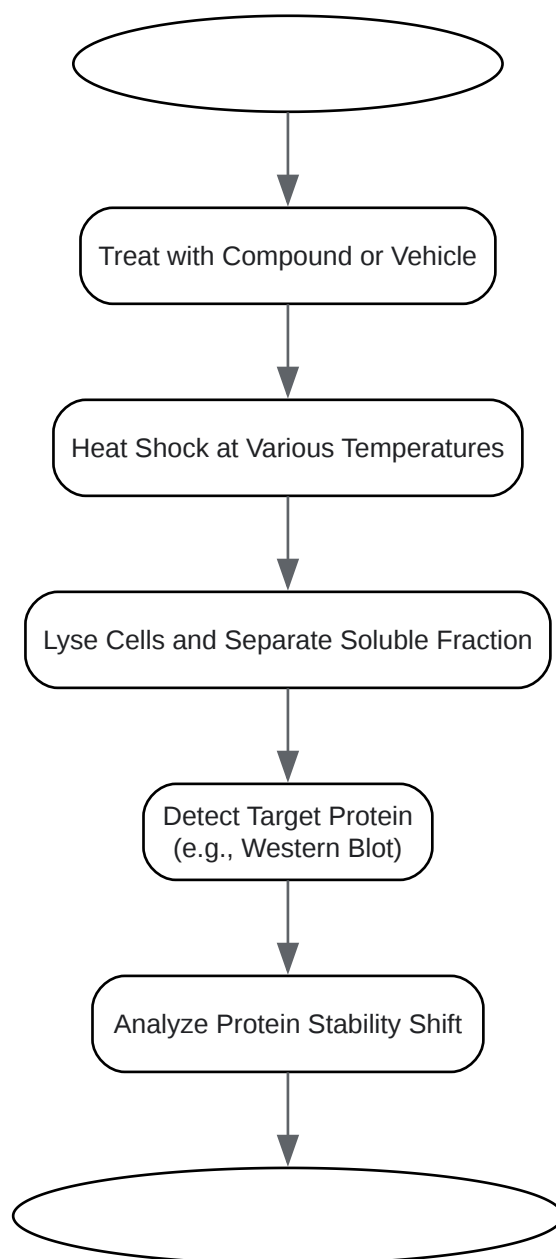 Treat with Compound or Vehicle
Heat Shock at Various Temperatures
Lyse Cells and Separate Soluble Fraction
Detect Target Protein
(e.g., Western Blot)
Analyze Protein Stability Shift